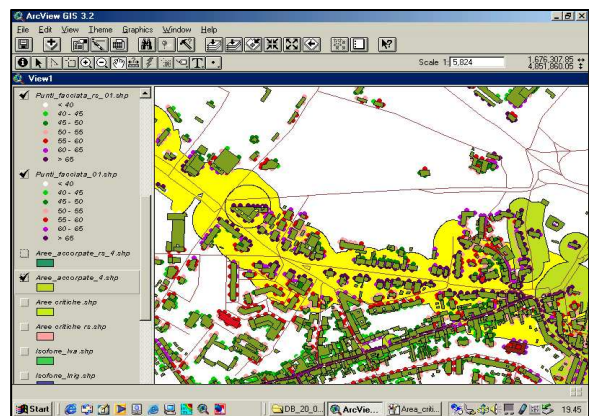 ArcView GIS 3.2
File Edit View Theme Graphics Window Help
Scale 1: 5,824
1,676,307.85
4,851,860.05
View1
Punti_facciata_rs_01.shp
< 40
40 - 45
45 - 50
50 - 55
55 - 60
60 - 65
> 65
Punti_facciata_01.shp
< 40
40 - 45
45 - 50
50 - 55
55 - 60
60 - 65
> 65
Aree_accorpate_rs_4.shp
Aree_accorpate_4.shp
Aree critiche.shp
Aree critiche rs.shp
Isofone_lva.shp
Isofone_lnig.shp
Start
DB_20_0...
ArcVie...
Area_criti...
19.45